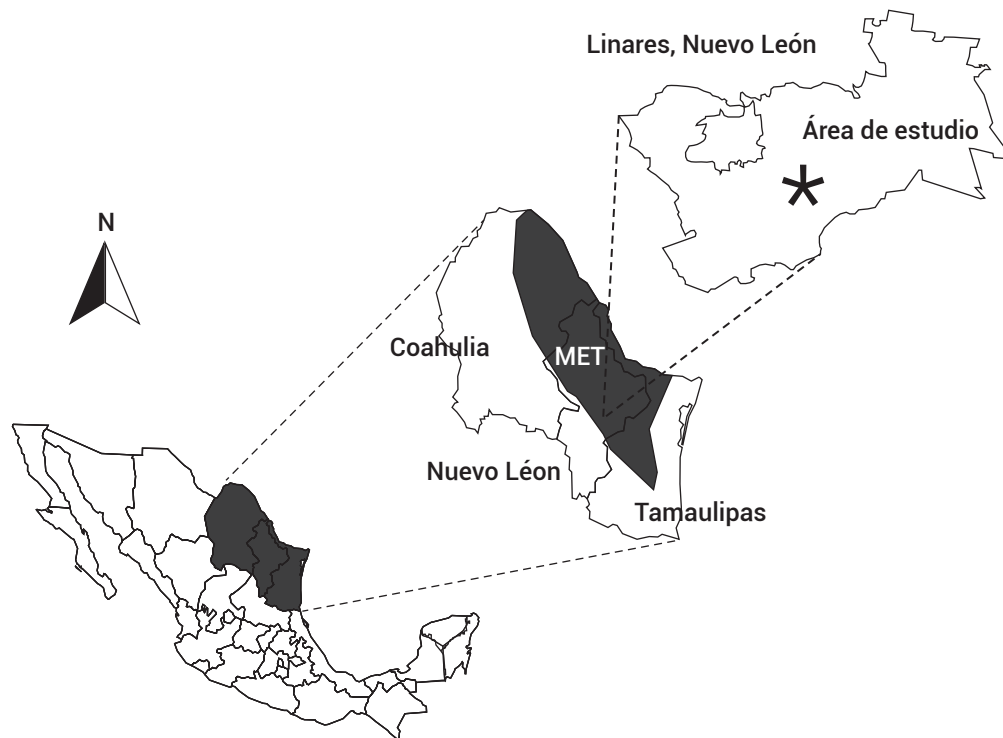 Linares, Nuevo León
Área de estudio
N
Coahulia
MET
Nuevo Léon
Tamaulipas